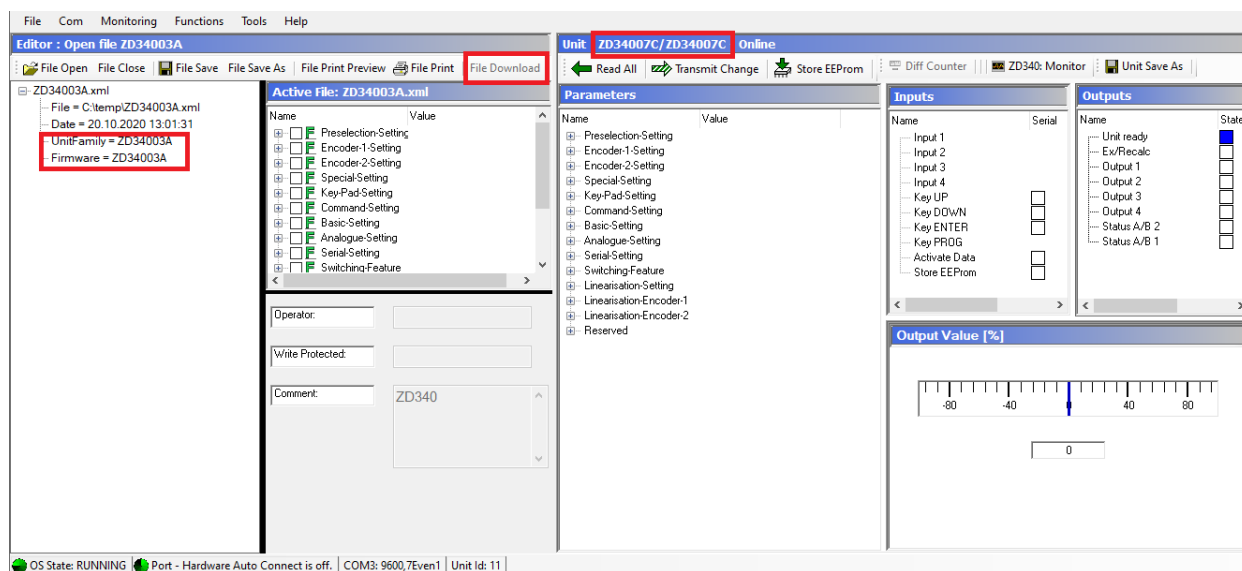 File Com Monitoring Functions Tools Help
Editor : Open file ZD34003A
File Open File Close File Save File Save As File Print Preview File Print File Download
ZD34003A.xml
File = C:\temp\ZD34003A.xml
Date = 20.10.2020 13:01:31
UnitFamily = ZD34003A
Firmware = ZD34003A
Active File: ZD34003A.xml
Name Value
Preselection-Setting
Encoder-1-Setting
Encoder-2-Setting
Special-Setting
Key-Pad-Setting
Command-Setting
Basic-Setting
Analogue-Setting
Serial-Setting
Switching-Feature
Operator:
Write Protected:
Comment:
ZD340
Unit ZD34007C/ZD34007C Online
Read All Transmit Change Store EEProm Diff Counter ZD340: Monitor Unit Save As
Parameters
Name Value
Preselection-Setting
Encoder-1-Setting
Encoder-2-Setting
Special-Setting
Key-Pad-Setting
Command-Setting
Basic-Setting
Analogue-Setting
Serial-Setting
Switching-Feature
Linearisation-Setting
Linearisation-Encoder-1
Linearisation-Encoder-2
Reserved
Inputs
Name Serial
Input 1
Input 2
Input 3
Input 4
Key UP
Key DOWN
Key ENTER
Key PROG
Activate Data
Store EEProm
Outputs
Name State
Unit ready
Ex/Recalc
Output 1
Output 2
Output 3
Output 4
Status A/B 2
Status A/B 1
Output Value [%]
-80 -40 0 40 80
0
OS State: RUNNING Port - Hardware Auto Connect is off. COM3: 9600,7Even1 Unit Id: 11